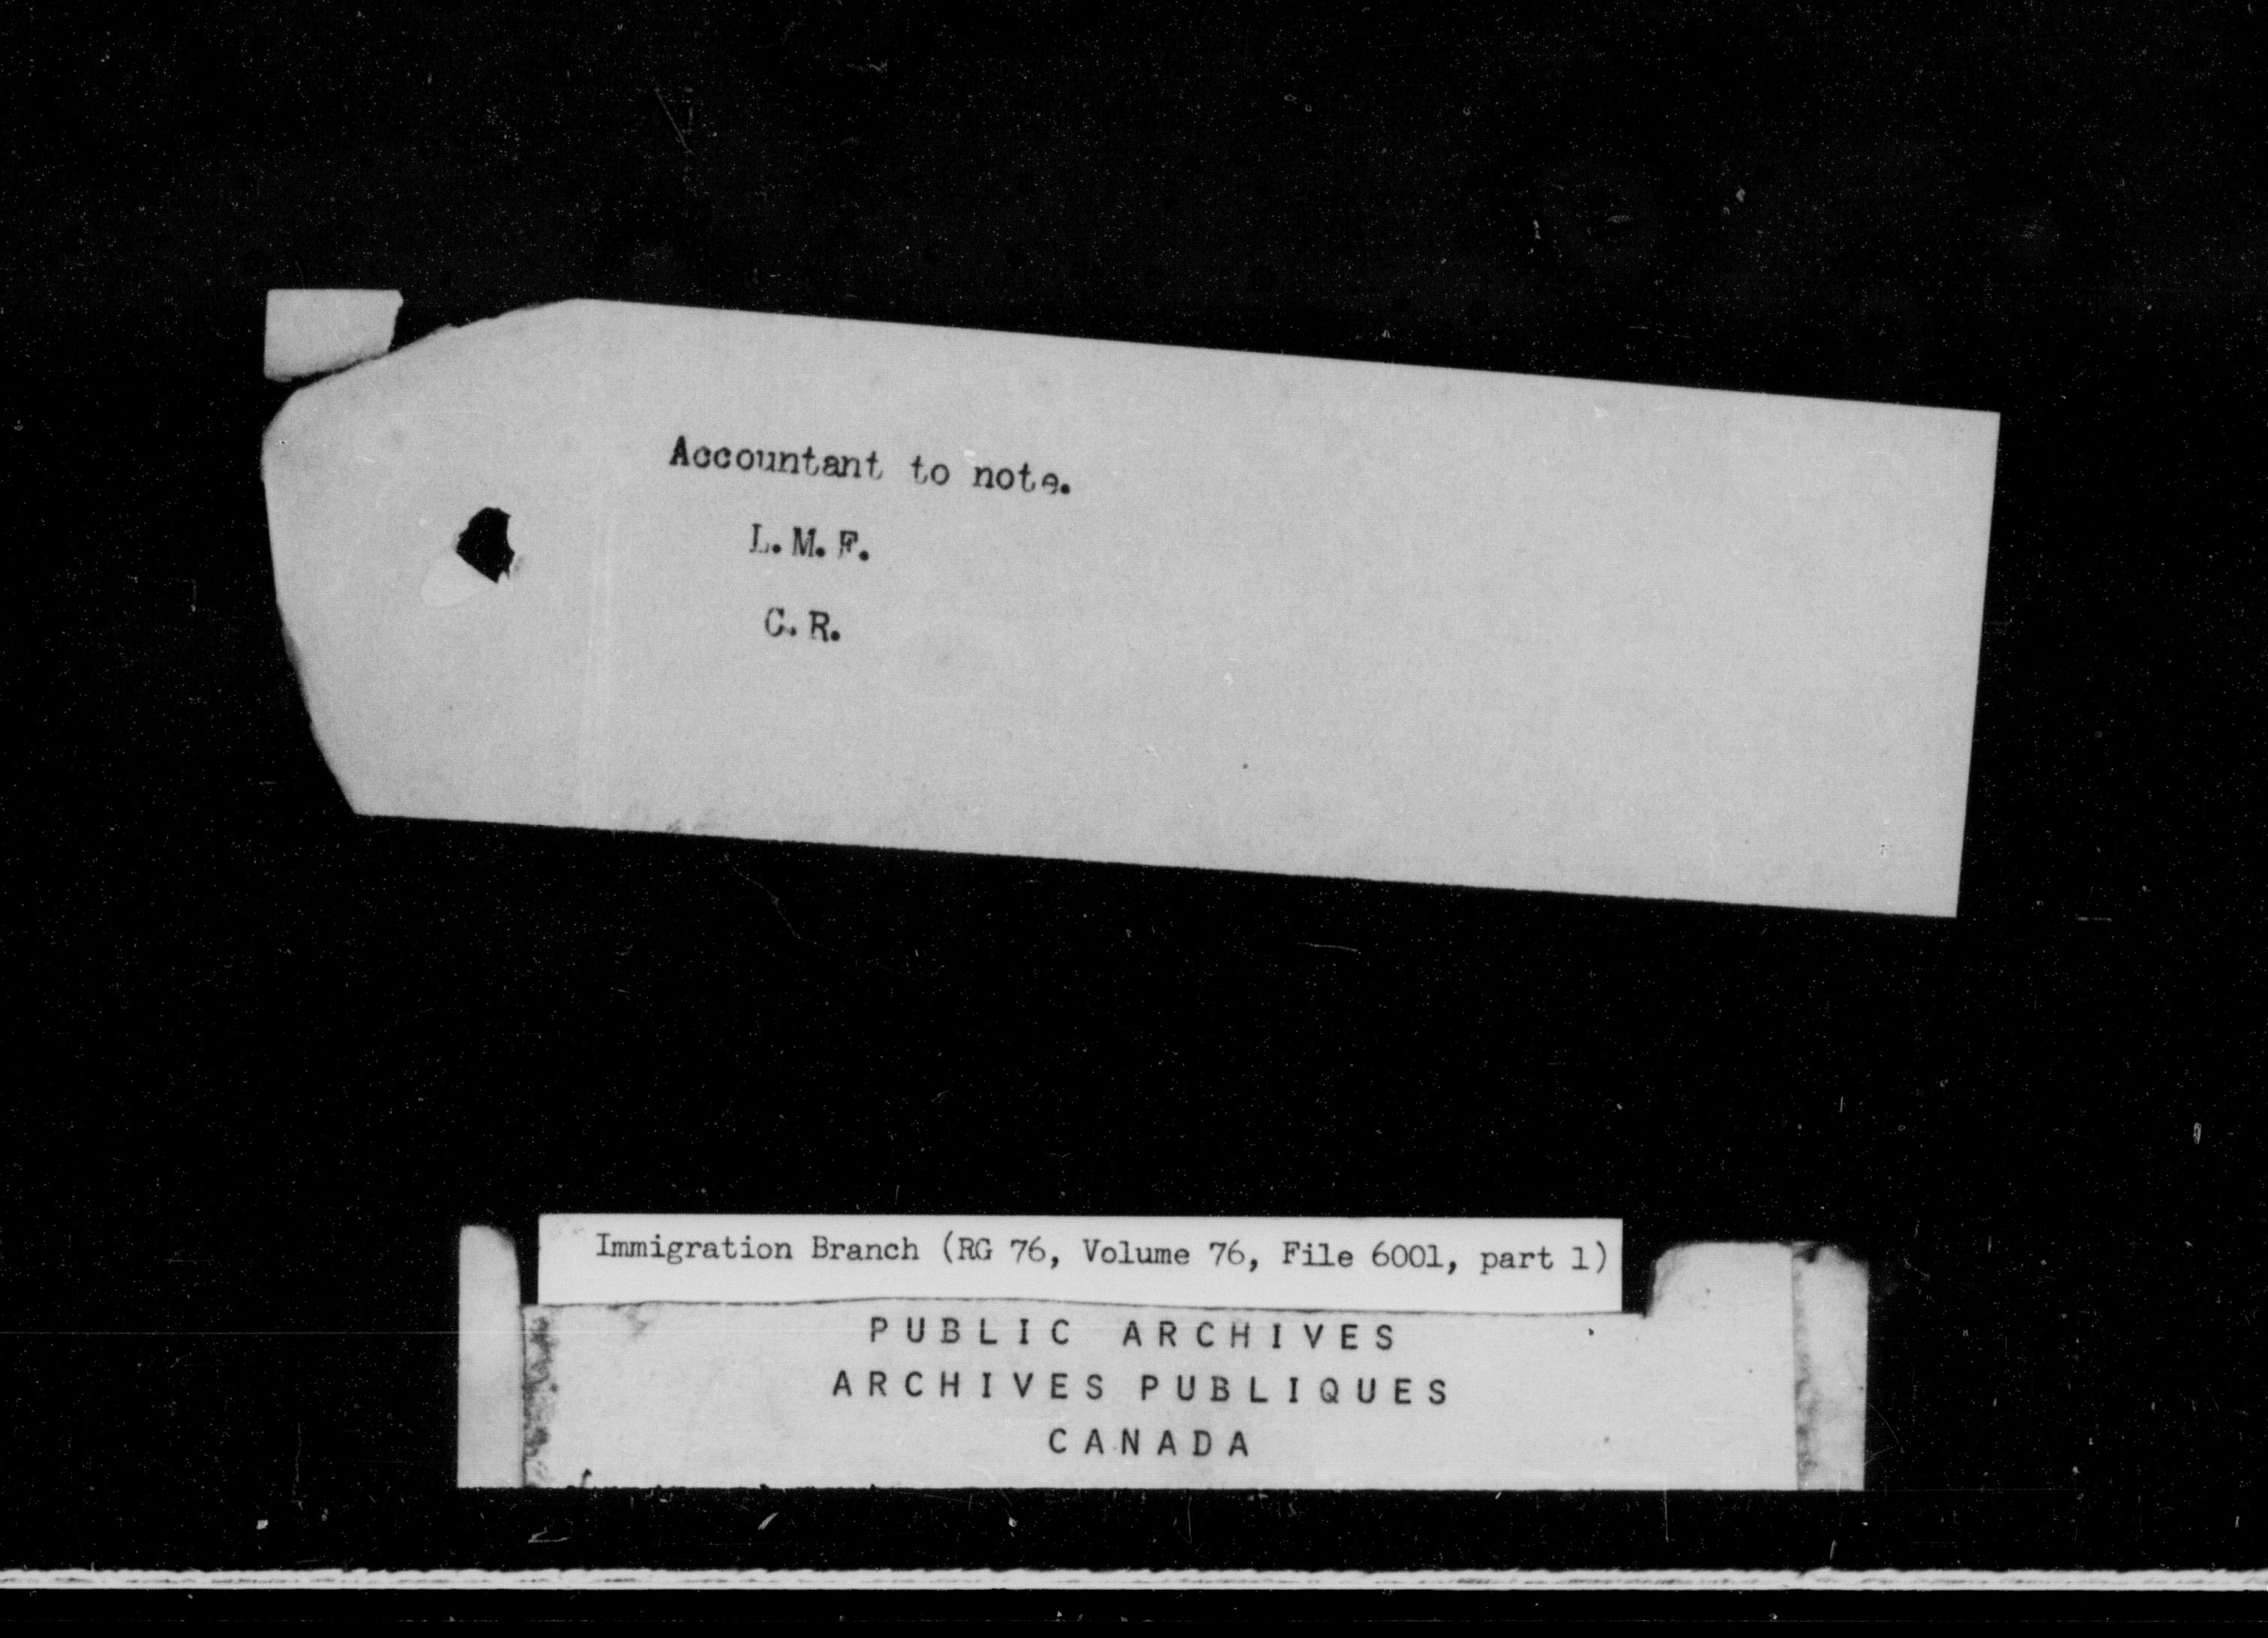 Accountant to note.
L. M. F.
C. R.
Immigration Branch (RG 76, Volume 76, File 6001, part 1)
PUBLIC ARCHIVES
ARCHIVES PUBLIQUES
CANADA